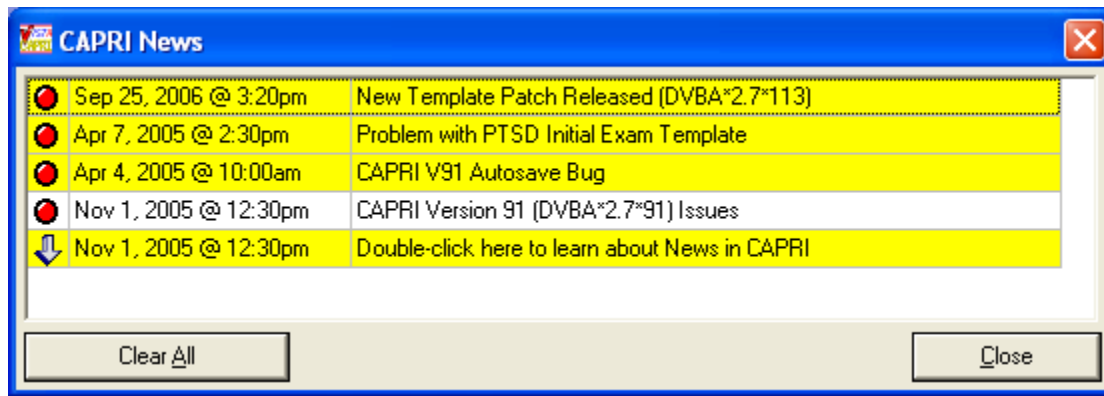 CAPRI News
Sep 25, 2006 @ 3:20pm New Template Patch Released (DVBA*2.7*113)
Apr 7, 2005 @ 2:30pm Problem with PTSD Initial Exam Template
Apr 4, 2005 @ 10:00am CAPRI V91 Autosave Bug
Nov 1, 2005 @ 12:30pm CAPRI Version 91 (DVBA*2.7*91) Issues
Nov 1, 2005 @ 12:30pm Double-click here to learn about News in CAPRI
Clear All Close